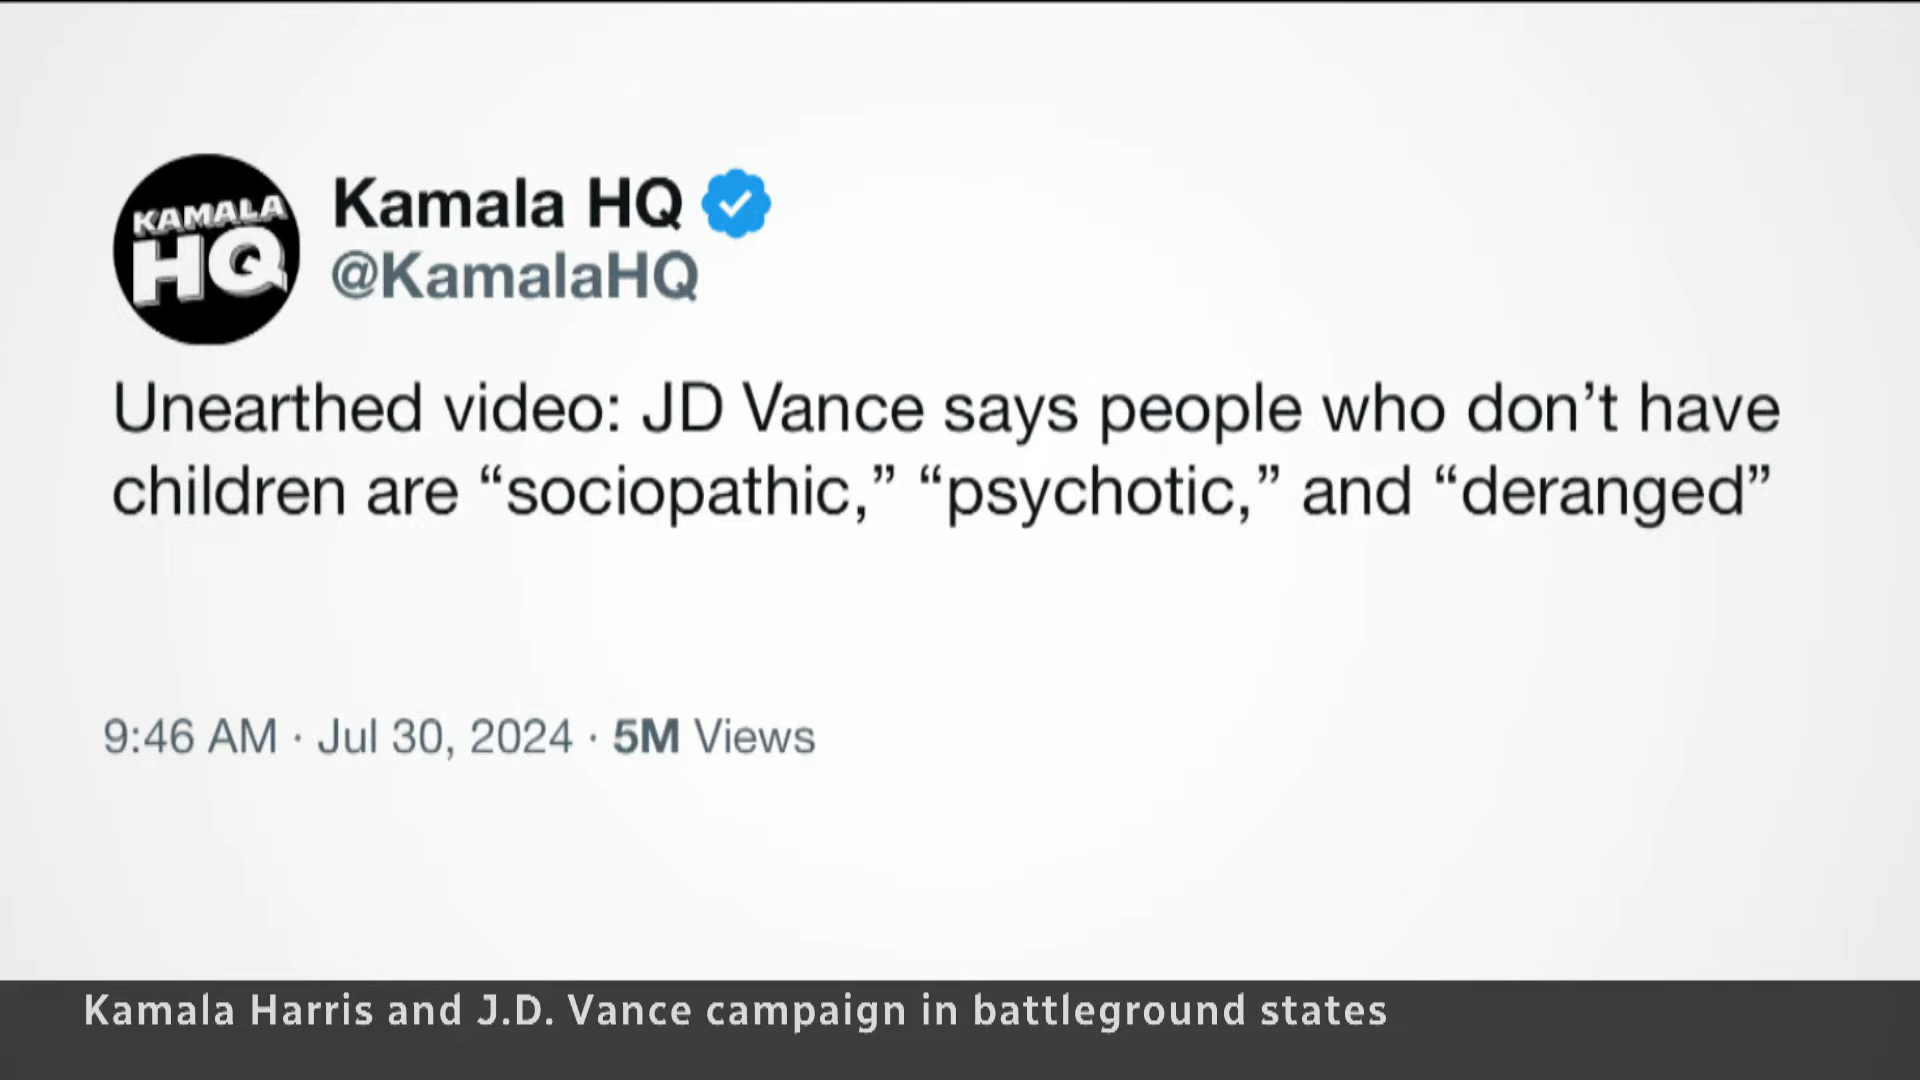 KAMALA
HQ
Kamala HQ
@KamalaHQ
Unearthed video: JD Vance says people who don’t have
children are “sociopathic,” “psychotic,” and “deranged”
9:46 AM · Jul 30, 2024 · 5M Views
Kamala Harris and J.D. Vance campaign in battleground states